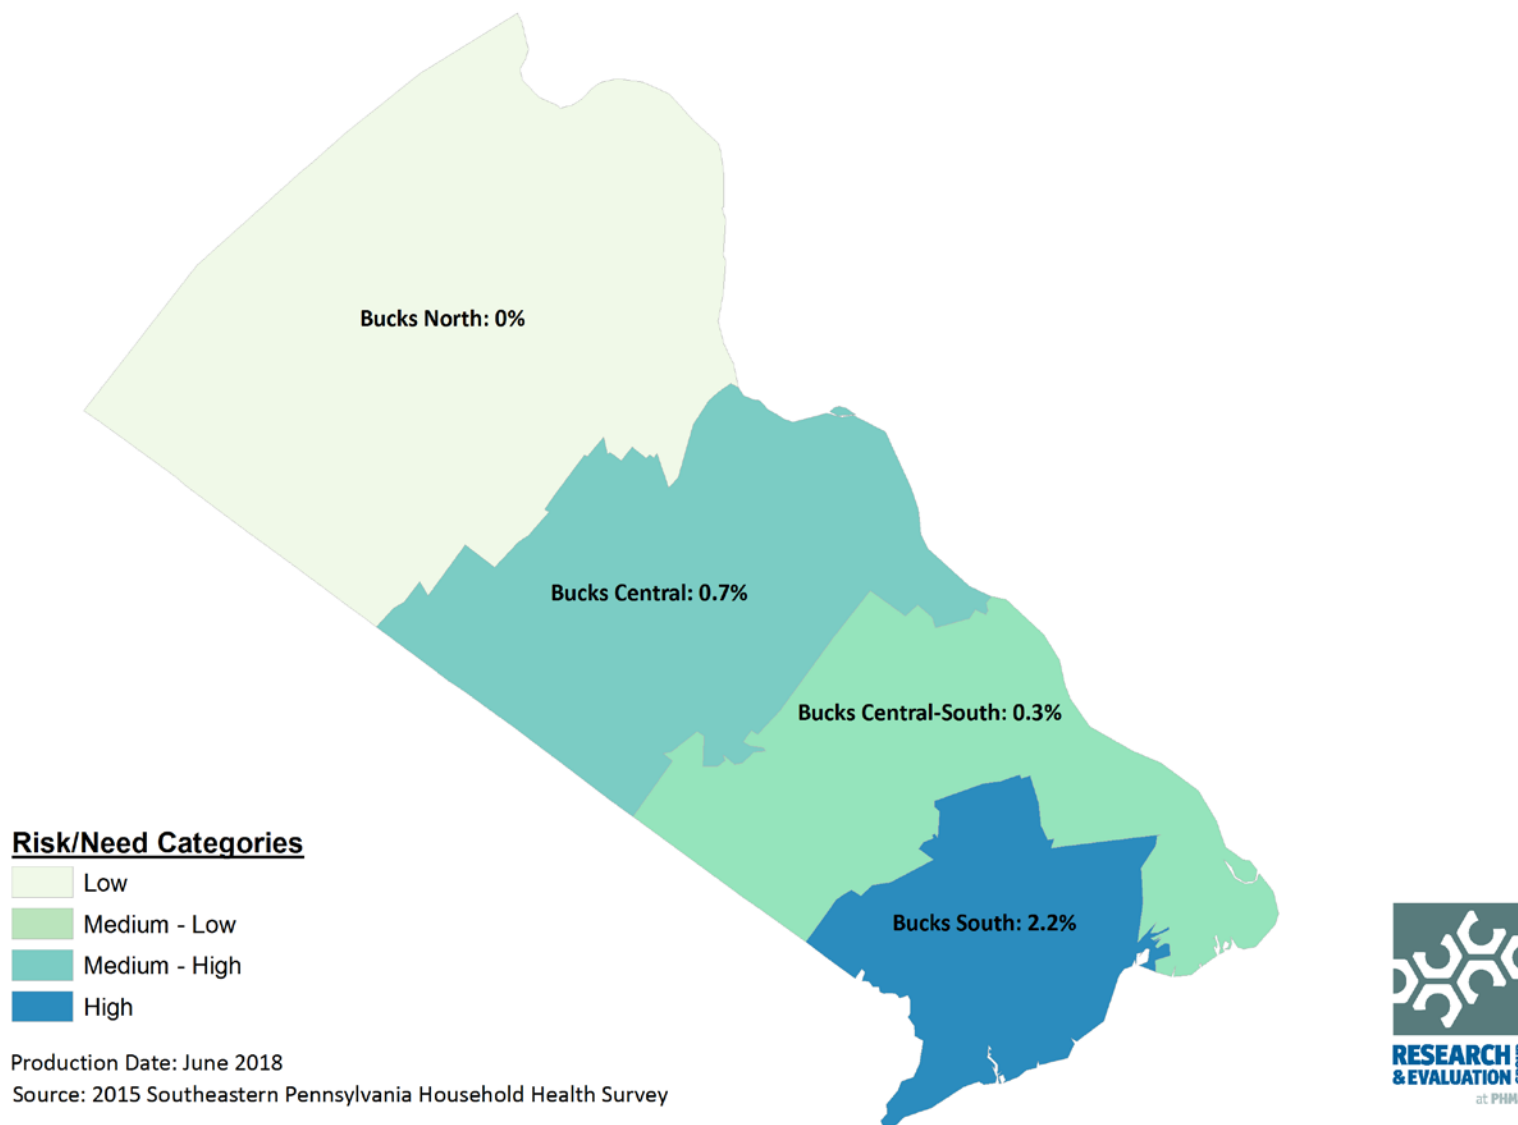 Bucks North: 0%
Bucks Central: 0.7%
Bucks Central-South: 0.3%
Bucks South: 2.2%
Risk/Need Categories
Low
Medium - Low
Medium - High
High
Production Date: June 2018
Source: 2015 Southeastern Pennsylvania Household Health Survey
RESEARCH
& EVALUATION
at PHM